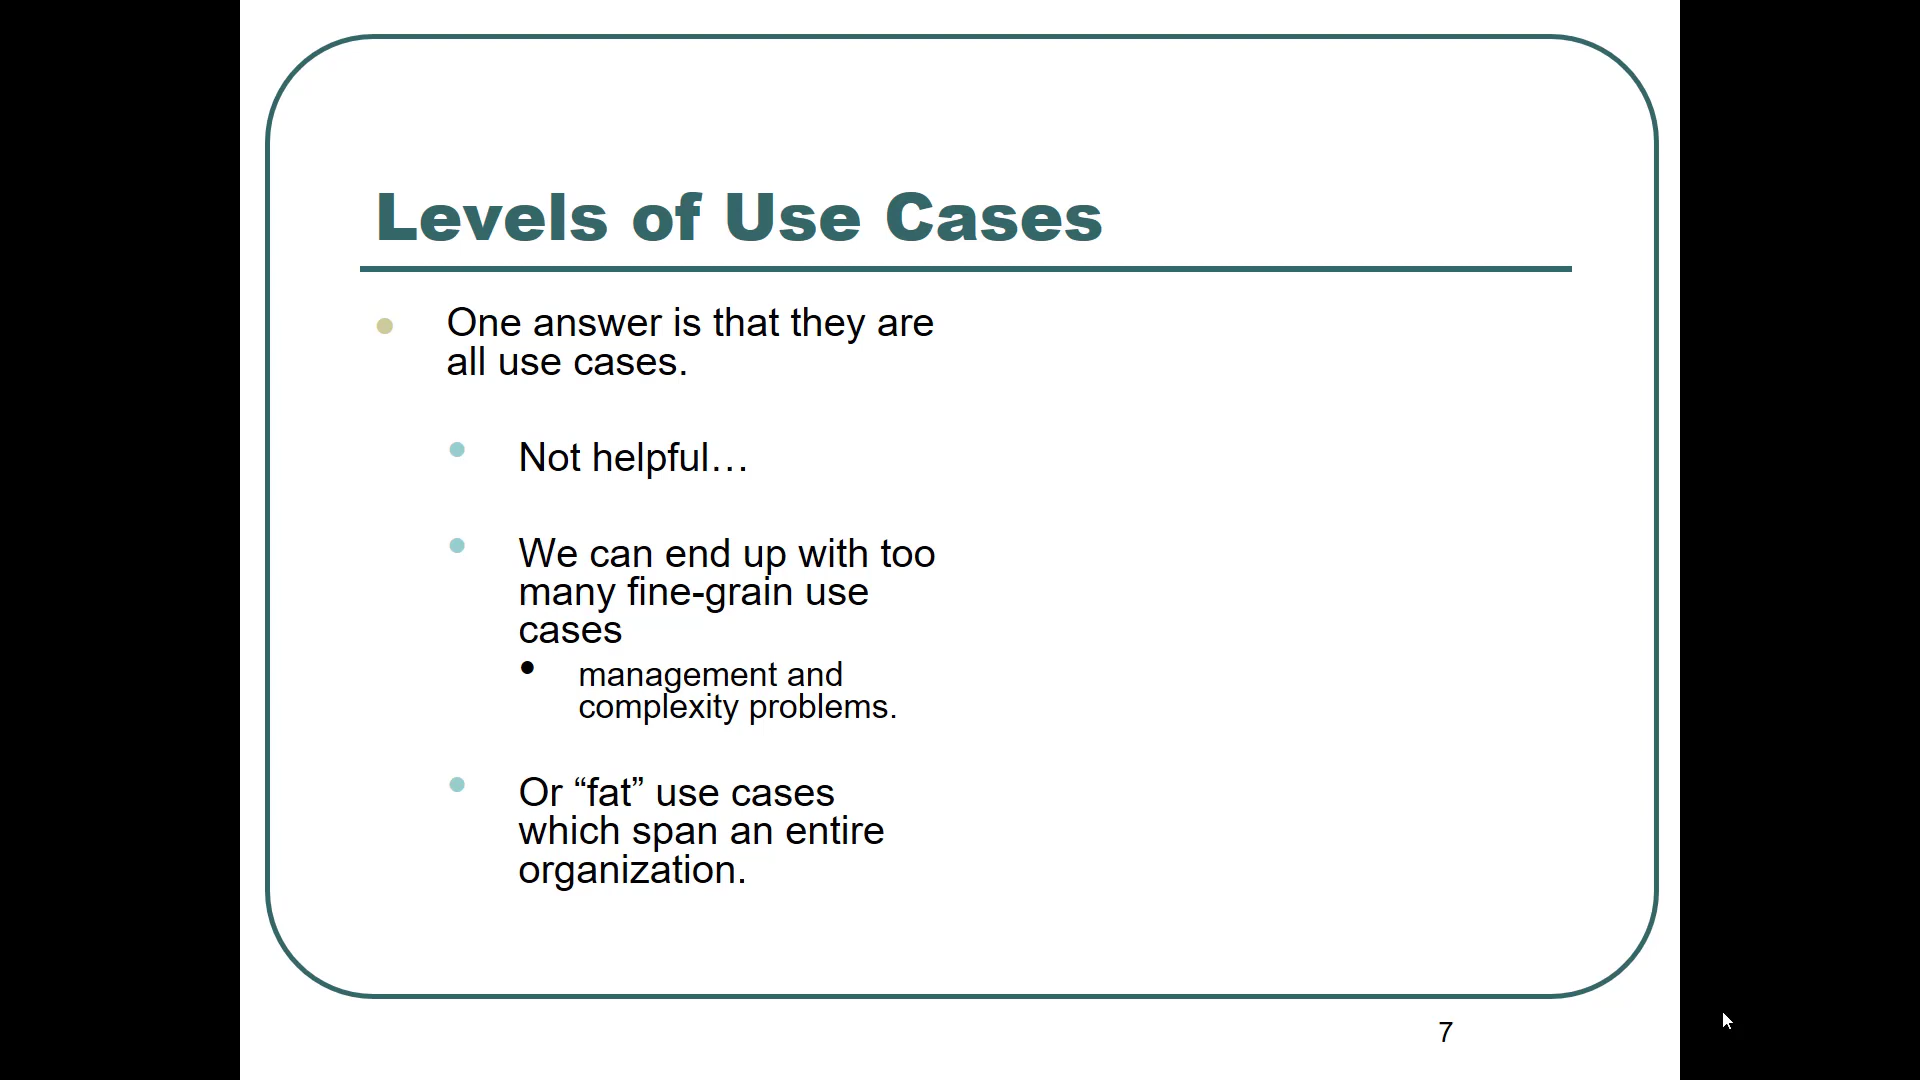 Levels of Use Cases
One answer is that they are
all use cases.
Not helpful…
We can end up with too
many fine-grain use
cases
management and
complexity problems.
Or “fat” use cases
which span an entire
organization.
7